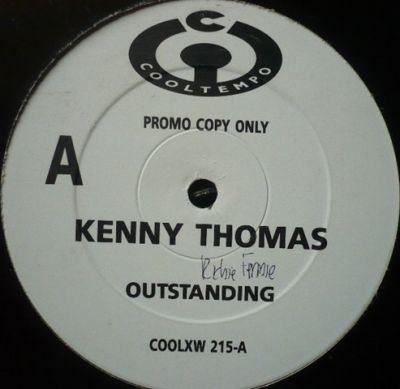 C
COOLTEMPO
PROMO COPY ONLY
A
KENNY THOMAS
OUTSTANDING
COOLXW 215-A